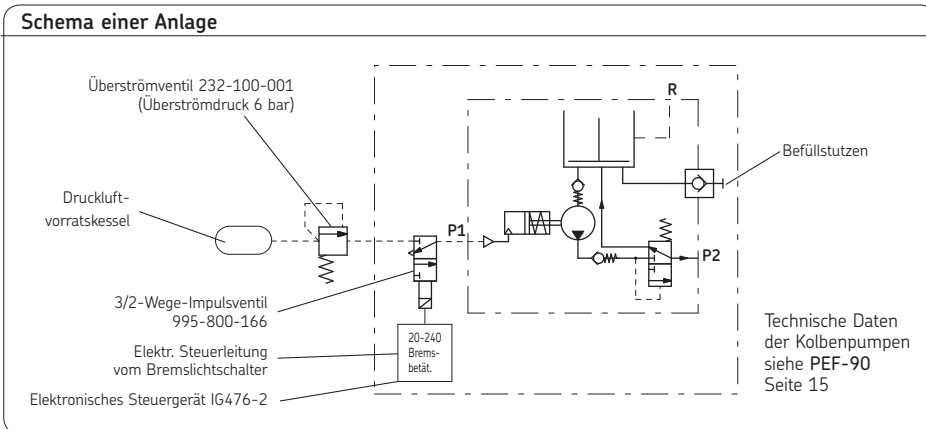 Schema einer Anlage
Überströmventil 232-100-001
(Überströmdruck 6 bar)
R
Befüllstutzen
Druckluft-
vorratskessel
P1
P2
3/2-Wege-Impulsventil
995-800-166
20-240
Brems-
betät.
Elektr. Steuerleitung
vom Bremslichtschalter
Elektronisches Steuergerät IG476-2
Technische Daten
der Kolbenpumpen
siehe PEF-90
Seite 15